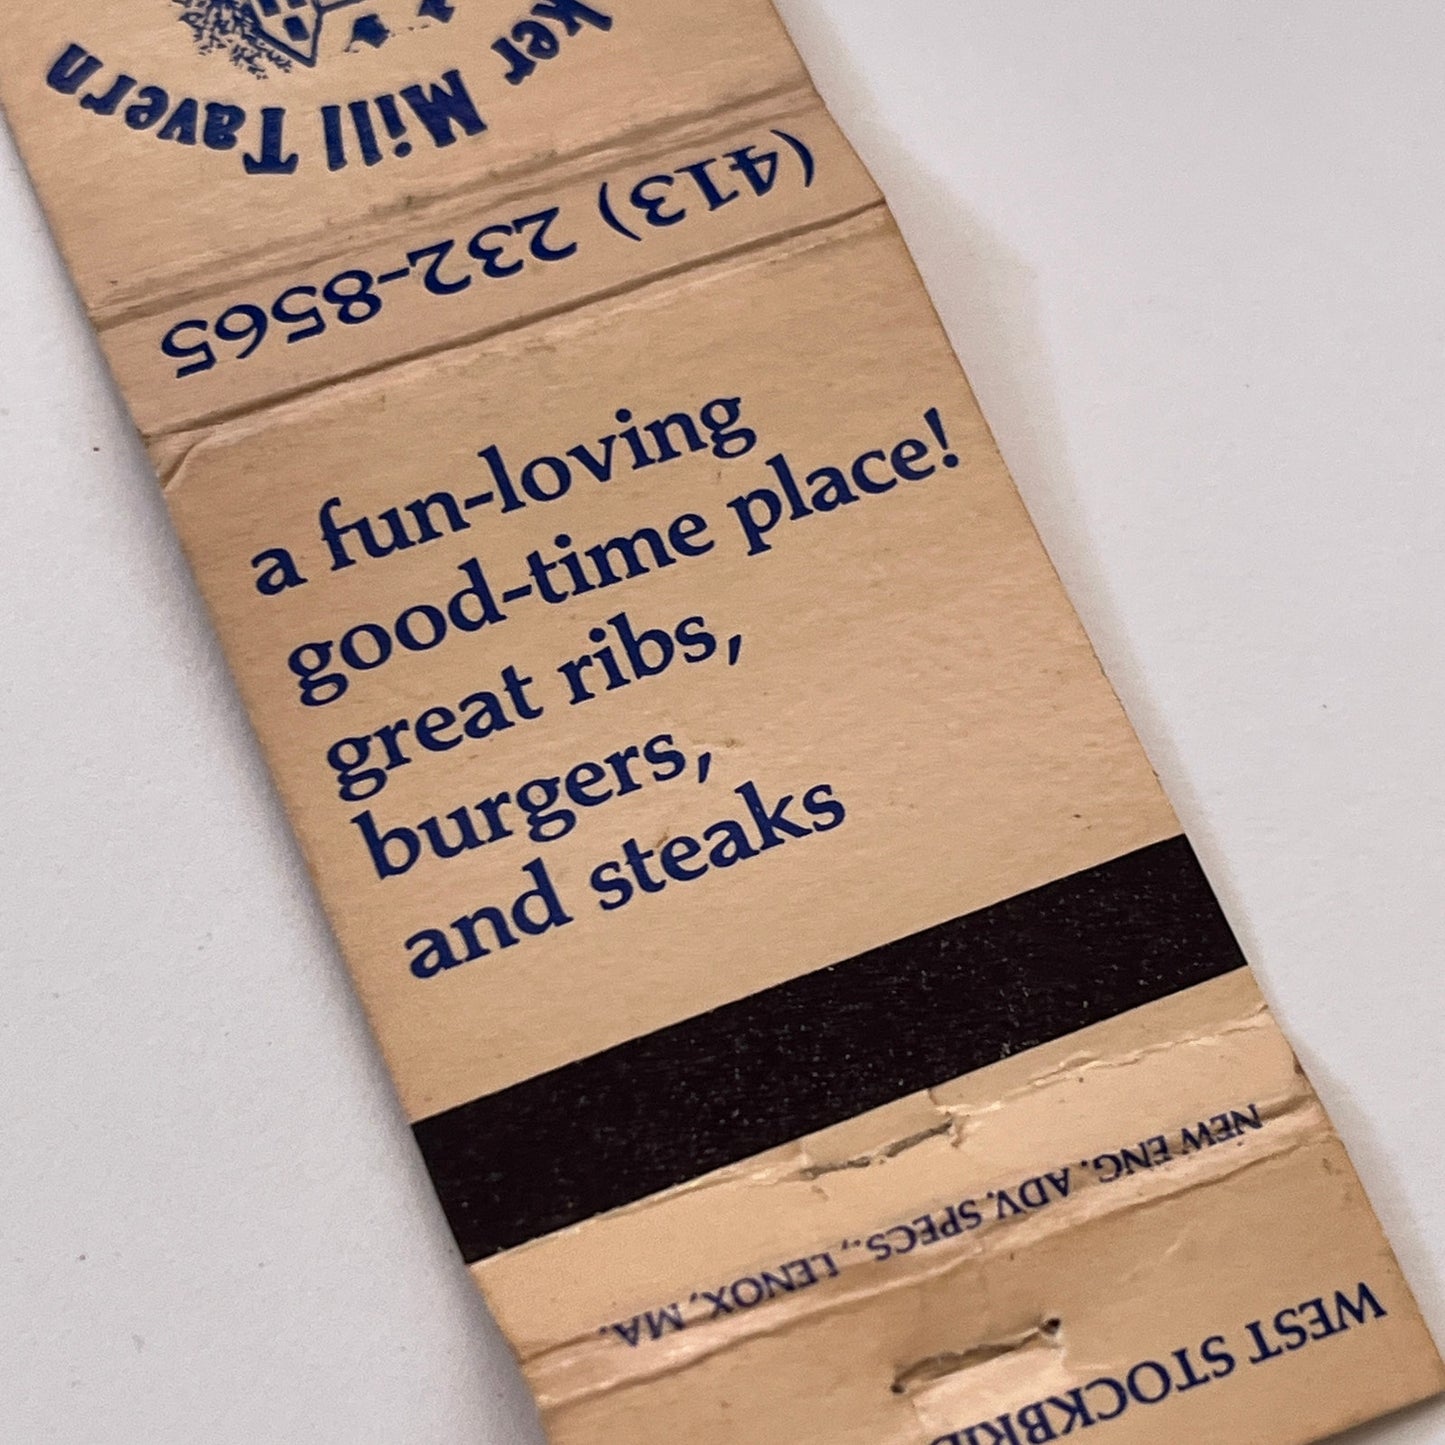 ker Mill Tavern
(413) 232-8565
a fun-loving
good-time place!
great ribs,
burgers,
and steaks
NEW ENG. ADV. SPECS., LENOX, MA.
WEST STOCKBRID